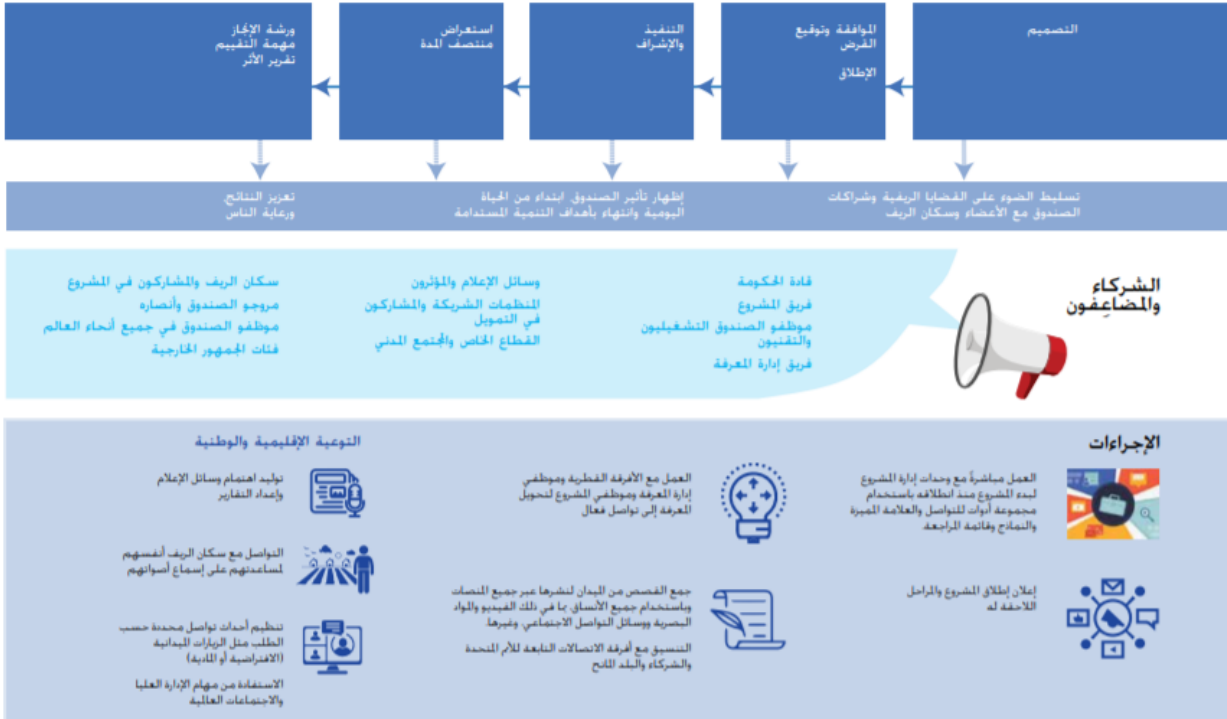 التصميم
الموافقة وتوقيع
القرض
الإطلاق
التنفيذ
والإشراف
استعراض
منتصف المدة
ورشة الإنجاز
مهمة التقييم
تقرير الأثر
تسليط الضوء على القضايا الريفية وشراكات
الصندوق مع الأعضاء وسكان الريف
إظهار تأثير الصندوق، ابتداء من الحياة
اليومية وانتهاء بأهداف التنمية المستدامة
تعزيز النتائج،
ورعاية الناس
الشركاء
والمضاعِفون
قادة الحكومة
فريق المشروع
موظفو الصندوق التشغيليون
والتقنيون
فريق إدارة المعرفة
وسائل الإعلام والمؤثرون
المنظمات الشريكة والمشاركون
في التمويل
القطاع الخاص والمجتمع المدني
سكان الريف والمشاركون في المشروع
مروجو الصندوق وأنصاره
موظفو الصندوق في جميع أنحاء العالم
فئات الجمهور الخارجية
الإجراءات
العمل مباشرةً مع وحدات إدارة المشروع
لبدء المشروع منذ انطلاقه باستخدام
مجموعة أدوات للتواصل والعلامة المميزة
والنماذج وقائمة المراجعة.
إعلان إطلاق المشروع والمراحل
اللاحقة له
العمل مع الأفرقة القطرية وموظفي
إدارة المعرفة وموظفي المشروع لتحويل
المعرفة إلى تواصل فعال
جمع القصص من الميدان لنشرها عبر جميع المنصات
وباستخدام جميع الأنساق، بما في ذلك الفيديو والمواد
البصرية ووسائل التواصل الاجتماعي، وغيرها.
التنسيق مع أفرقة الاتصالات التابعة للأمم المتحدة
والشركاء والبلد المانح
التوعية الإقليمية والوطنية
توليد اهتمام وسائل الإعلام
وإعداد التقارير
التواصل مع سكان الريف أنفسهم
لمساعدتهم على إسماع أصواتهم
تنظيم أحداث تواصل محددة حسب
الطلب مثل الزيارات الميدانية
(الافتراضية أو المادية)
الاستفادة من مهام الإدارة العليا
والاجتماعات العالمية